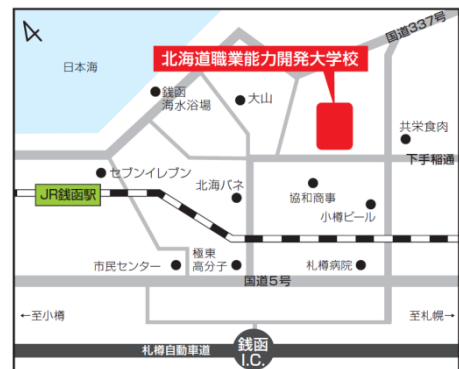 国道337号
日本海
北海道職業能力開発大学校
銭函
海水浴場
大山
共栄食肉
下手稲通
セブンイレブン
JR銭函駅
北海バネ
協和商事
小樽ビール
市民センター
極東
高分子
札樽病院
国道5号
←至小樽
至札幌→
札樽自動車道
銭函
I.C.